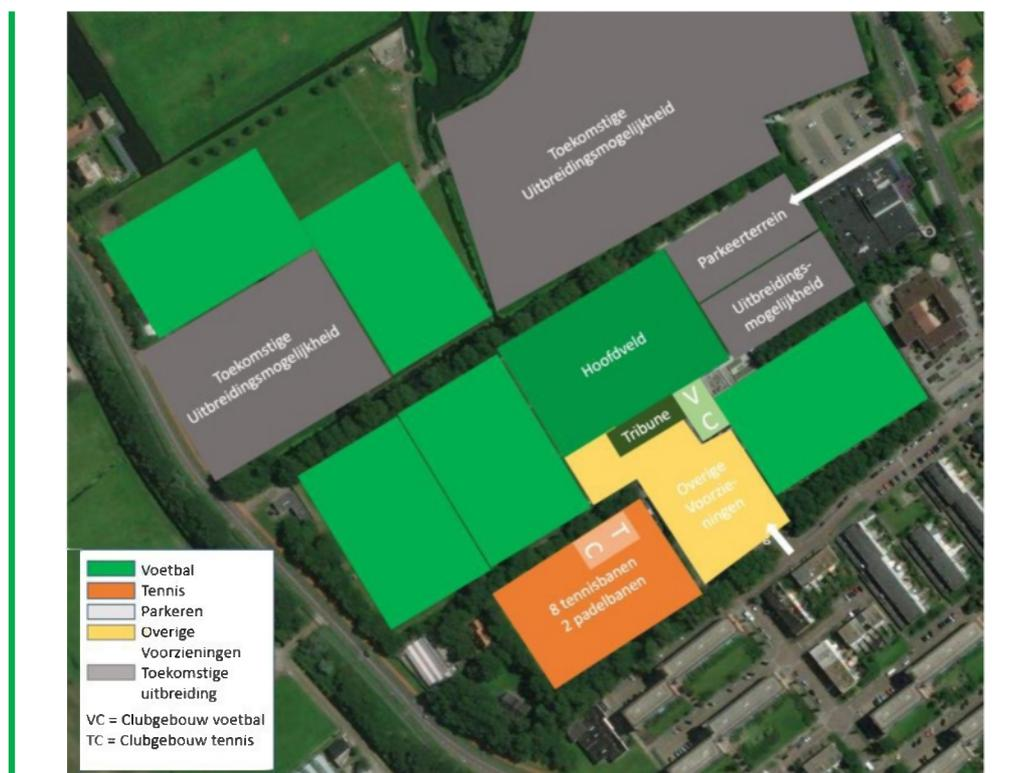 Toekomstige
Uitbreidingsmogelijkheid
Parkeerterrein
Uitbreidings-
mogelijkheid
Toekomstige
Uitbreidingsmogelijkheid
Hoofdveld
V
C
Tribune
Overige
Voorzie-
ningen
T
C
8 tennisbanen
2 padelbanen
Voetbal
Tennis
Parkeren
Overige
Voorzieningen
Toekomstige
uitbreiding
VC = Clubgebouw voetbal
TC = Clubgebouw tennis